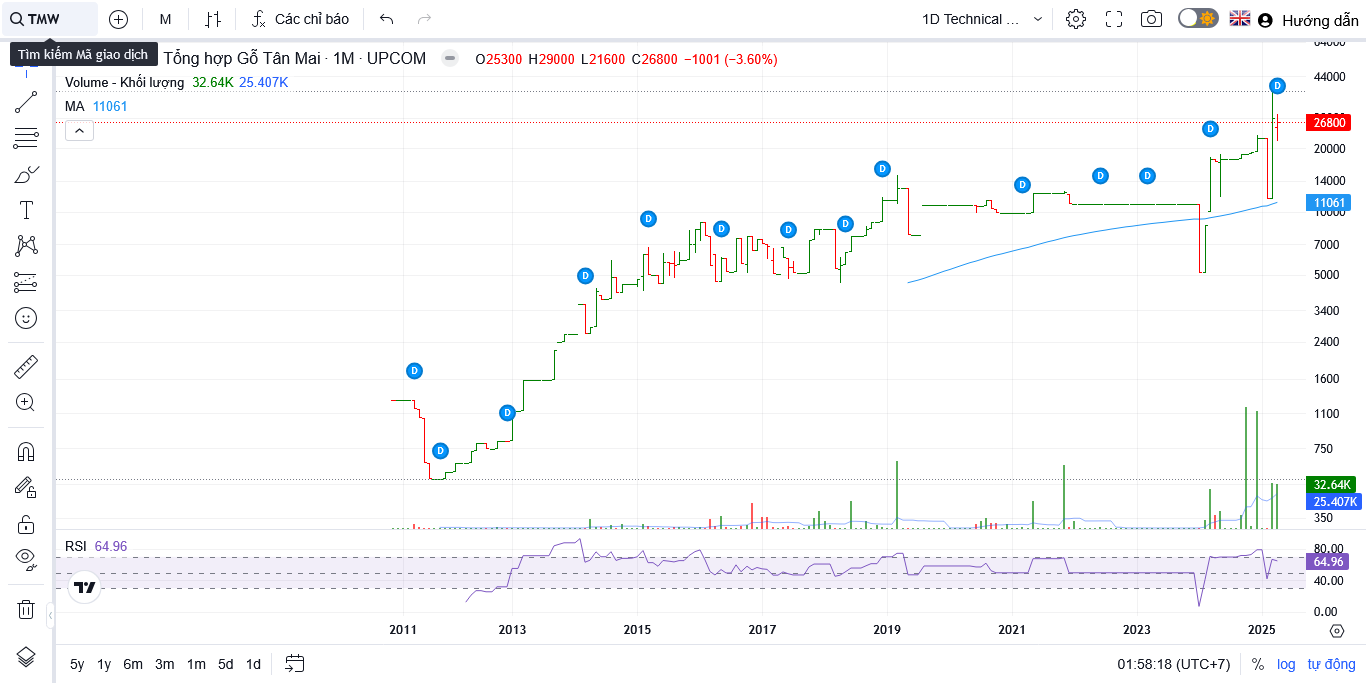 TMW
M
Các chỉ báo
1D Technical ...
Hướng dẫn
Tìm kiếm Mã giao dịch
Tổng hợp Gỗ Tân Mai · 1M · UPCOM
O25300 H29000 L21600 C26800 −1001 (−3.60%)
Volume - Khối lượng 32.64K 25.407K
MA 11061
64000
44000
26800
20000
14000
11061
10000
7000
5000
3400
2400
1600
1100
750
32.64K
25.407K
350
D
D
D
D
D
D
D
D
D
D
D
D
D
D
RSI 64.96
80.00
64.96
40.00
0.00
2011 2013 2015 2017 2019 2021 2023 2025
5y 1y 6m 3m 1m 5d 1d
01:58:18 (UTC+7) % log tự động